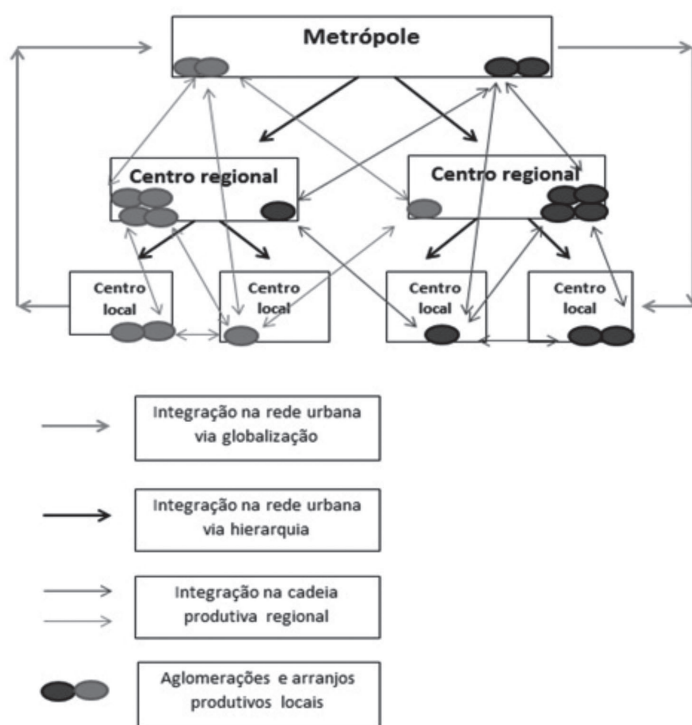 Metrópole
Centro regional
Centro regional
Centro
local
Centro
local
Centro
local
Centro
local
Integração na rede urbana
via globalização
Integração na rede urbana
via hierarquia
Integração na cadeia
produtiva regional
Aglomerações e arranjos
produtivos locais